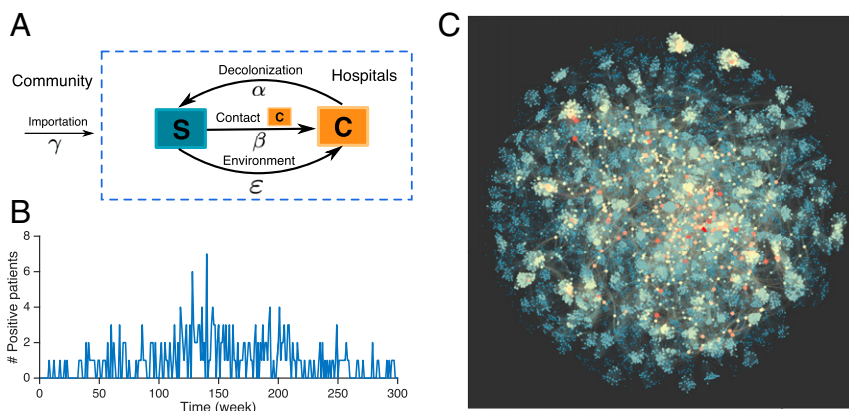 A
Community
Importation
γ
Decolonization
α
Hospitals
S
Contact
C
β
C
Environment
ε
B
# Positive patients
8
6
4
2
0
0
50
100
150
200
250
300
Time (week)
C